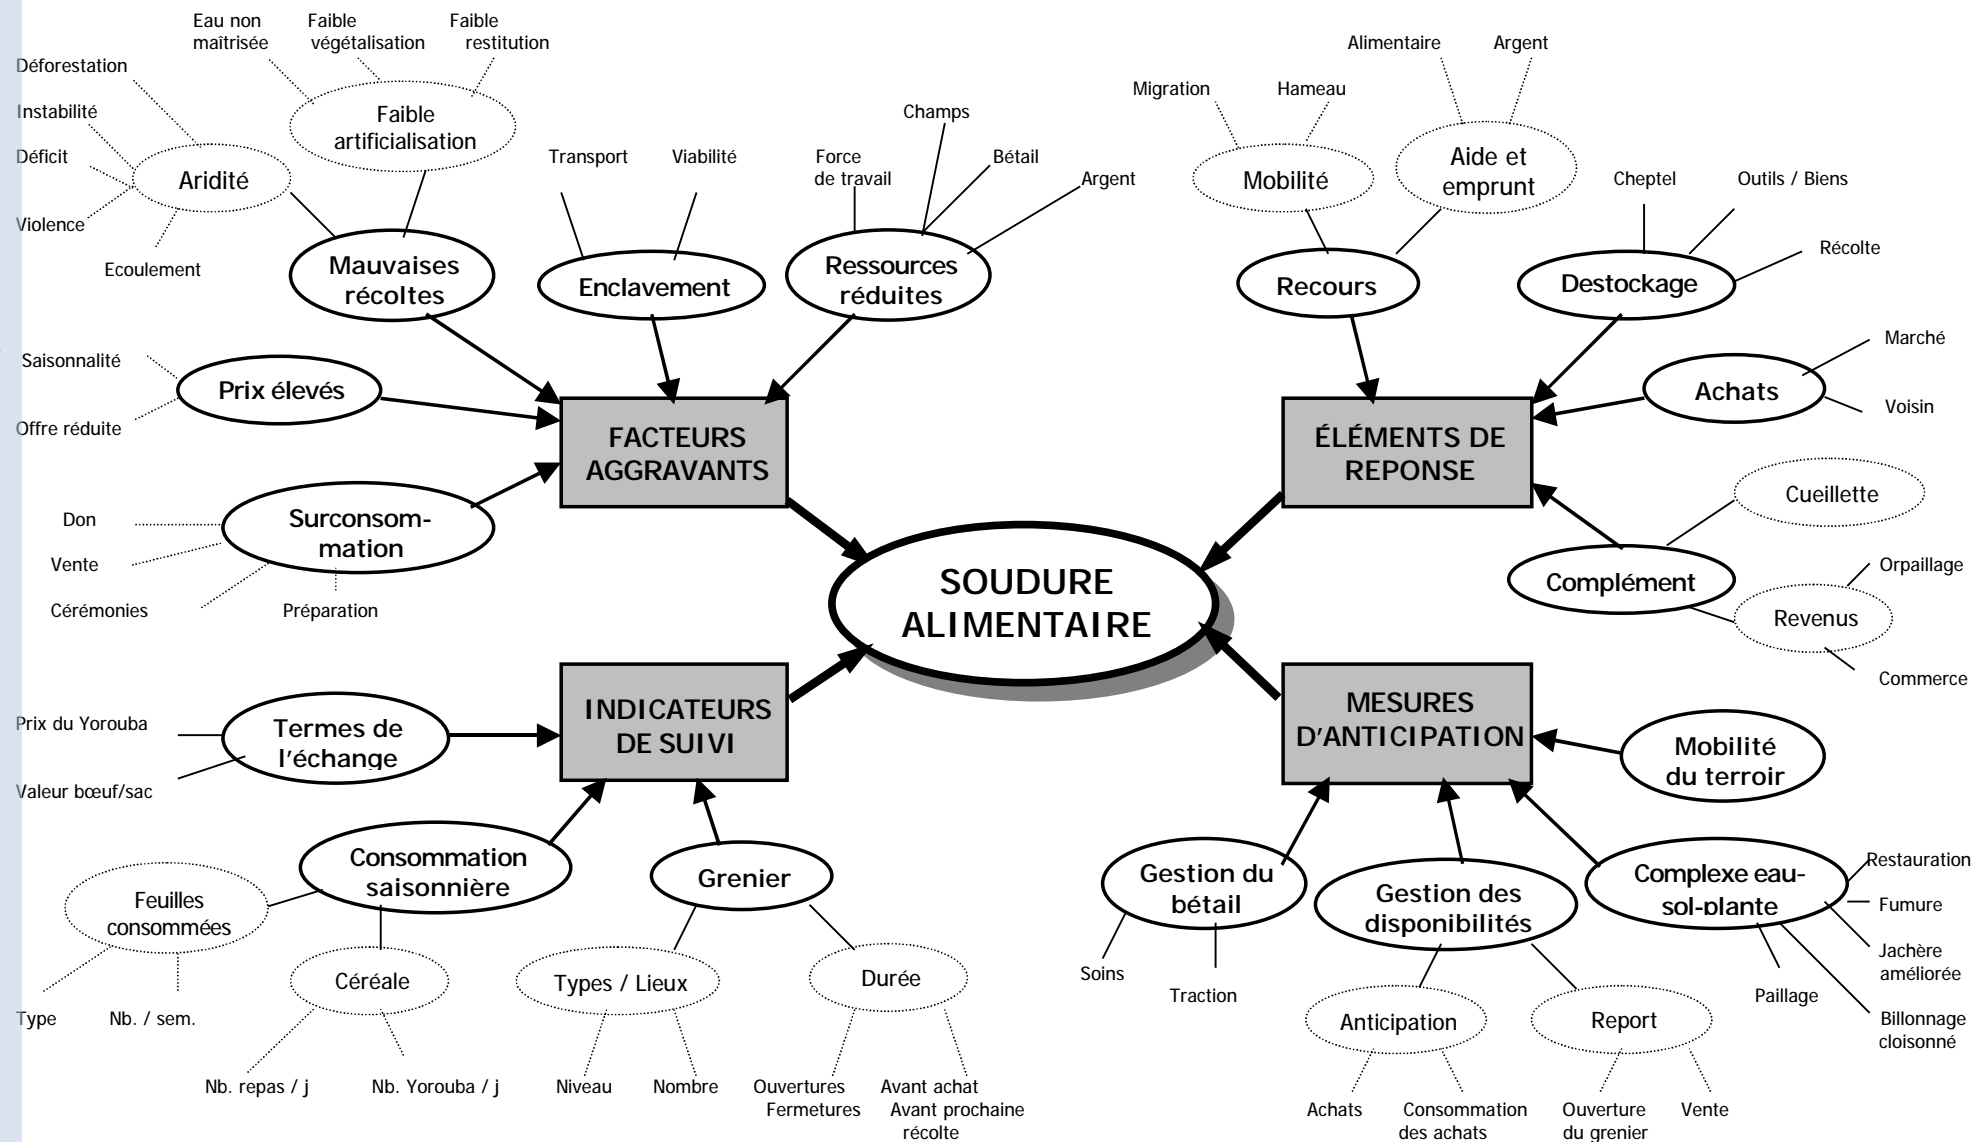 Eau non
maîtrisée
Faible
végétalisation
Faible
restitution
Déforestation
Instabilité
Déficit
Violence
Ecoulement
Aridité
Faible
artificialisation
Mauvaises
récoltes
Transport
Viabilité
Enclavement
Force
de travail
Champs
Bétail
Argent
Ressources
réduites
Saisonnalité
Offre réduite
Prix élevés
Don
Vente
Cérémonies
Préparation
Surconsom-
mation
FACTEURS
AGGRAVANTS
Migration
Hameau
Mobilité
Alimentaire
Argent
Aide et
emprunt
Recours
Cheptel
Outils / Biens
Récolte
Destockage
Marché
Voisin
Achats
Cueillette
Orpaillage
Revenus
Commerce
Complément
ÉLÉMENTS DE
REPONSE
SOUDURE
ALIMENTAIRE
INDICATEURS
DE SUIVI
Prix du Yorouba
Valeur bœuf/sac
Termes de
l'échange
Consommation
saisonnière
Feuilles
consommées
Type
Nb. / sem.
Céréale
Nb. repas / j
Nb. Yorouba / j
Grenier
Types / Lieux
Niveau
Nombre
Durée
Ouvertures
Fermetures
Avant achat
Avant prochaine
récolte
MESURES
D'ANTICIPATION
Mobilité
du terroir
Gestion du
bétail
Soins
Traction
Gestion des
disponibilités
Anticipation
Achats
Consommation
des achats
Report
Ouverture
du grenier
Vente
Complexe eau-
sol-plante
Restauration
Fumure
Jachère
améliorée
Paillage
Billonnage
cloisonné